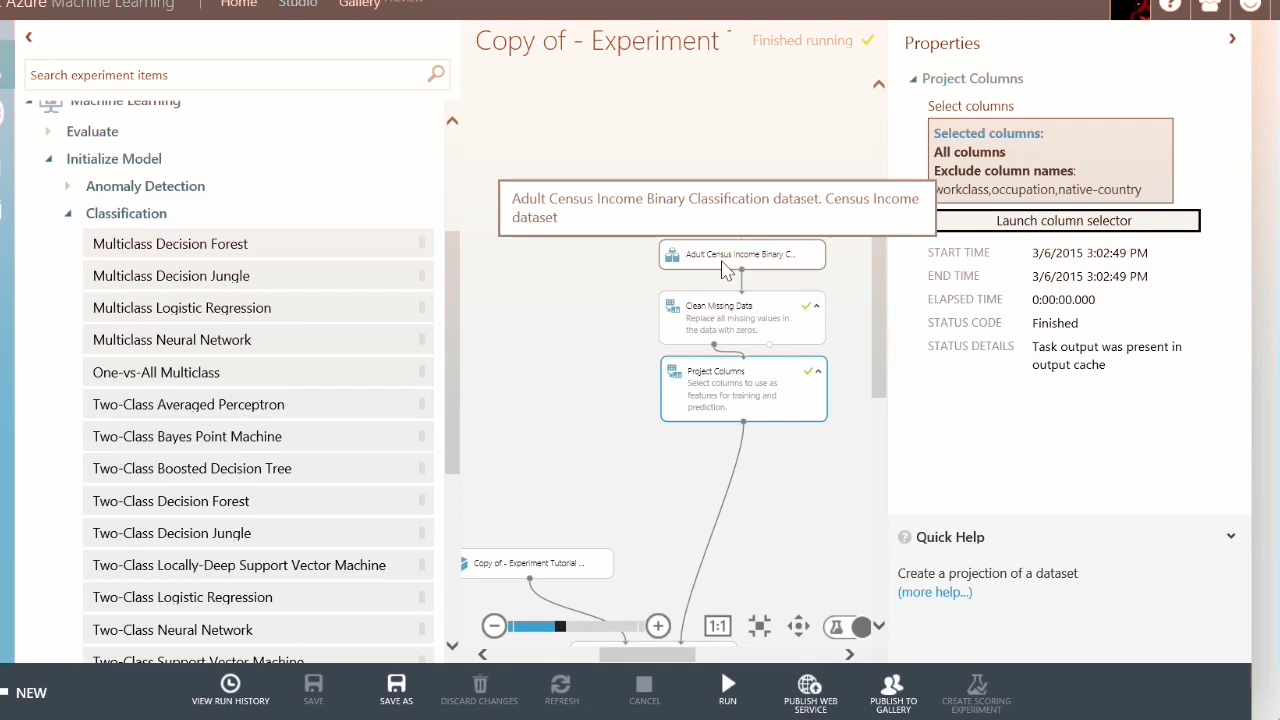 Azure Machine Learning
Home
Studio
Gallery
PREVIEW
Search experiment items
Machine Learning
Evaluate
Initialize Model
Anomaly Detection
Classification
Multiclass Decision Forest
Multiclass Decision Jungle
Multiclass Logistic Regression
Multiclass Neural Network
One-vs-All Multiclass
Two-Class Averaged Perceptron
Two-Class Bayes Point Machine
Two-Class Boosted Decision Tree
Two-Class Decision Forest
Two-Class Decision Jungle
Two-Class Locally-Deep Support Vector Machine
Two-Class Logistic Regression
Two-Class Neural Network
Two-Class Support Vector Machine
Copy of - Experiment
Finished running
Adult Census Income Binary Classification dataset. Census Income
dataset
Adult Census Income Binary C...
Clean Missing Data
Replace all missing values in
the data with zeros.
Project Columns
Select columns to use as
features for training and
prediction.
Copy of - Experiment Tutorial ...
1:1
Properties
Project Columns
Select columns
Selected columns:
All columns
Exclude column names:
workclass,occupation,native-country
Launch column selector
START TIME 3/6/2015 3:02:49 PM
END TIME 3/6/2015 3:02:49 PM
ELAPSED TIME 0:00:00.000
STATUS CODE Finished
STATUS DETAILS Task output was present in
output cache
Quick Help
Create a projection of a dataset
(more help...)
NEW
VIEW RUN HISTORY
SAVE
SAVE AS
DISCARD CHANGES
REFRESH
CANCEL
RUN
PUBLISH WEB
SERVICE
PUBLISH TO
GALLERY
CREATE SCORING
EXPERIMENT